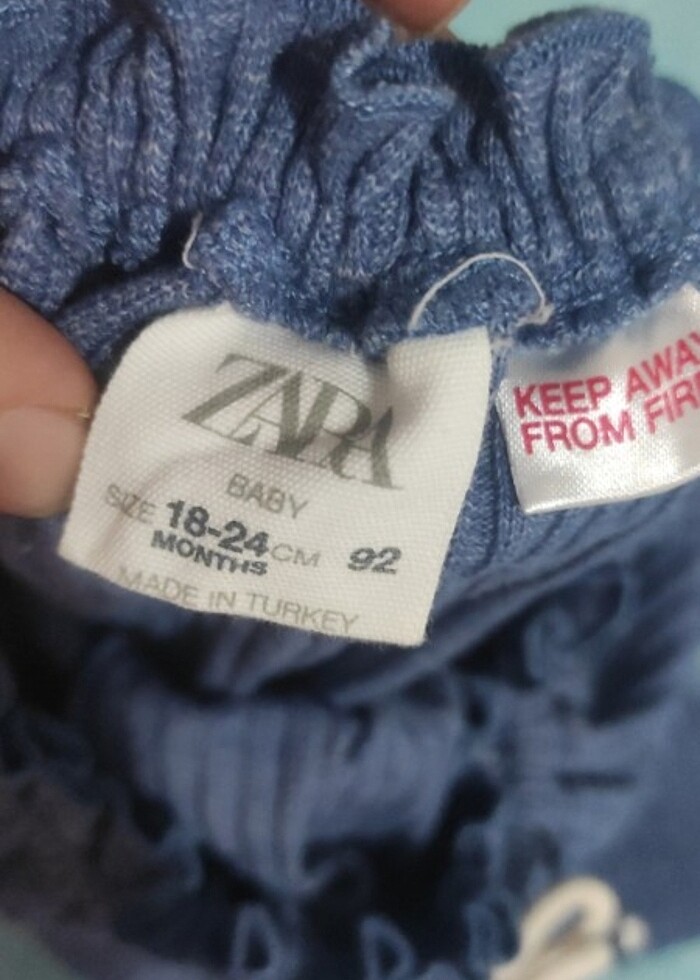 ZARA
BABY
SIZE 18-24 CM 92
MONTHS
MADE IN TURKEY
KEEP AWAY
FROM FIR